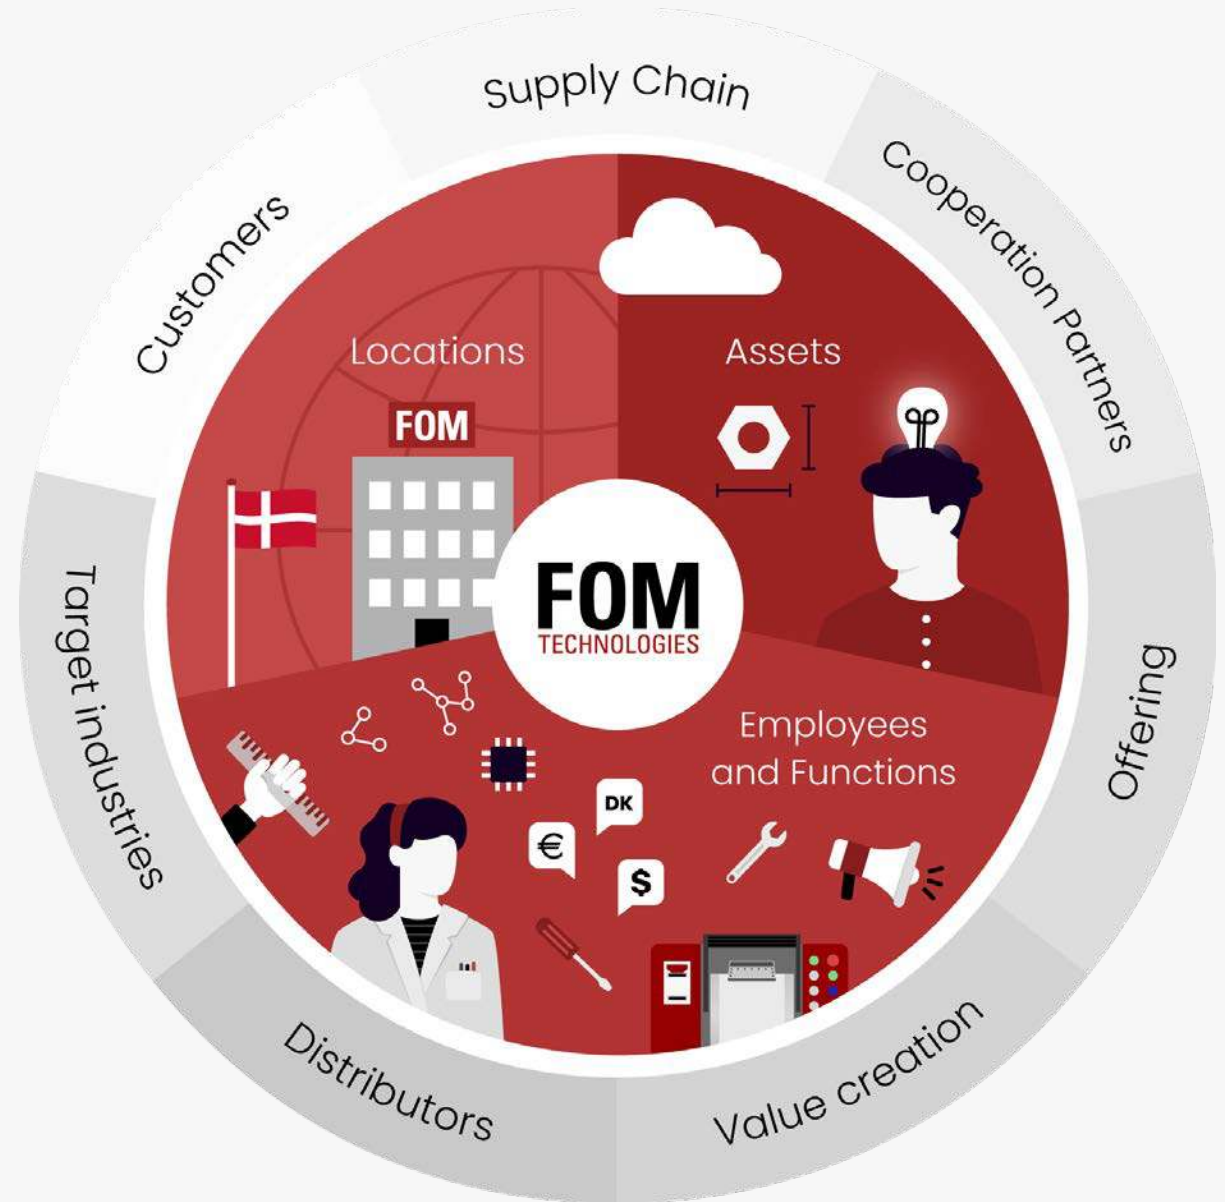 Supply Chain
Cooperation Partners
Offering
Value creation
Distributors
Target industries
Customers
Locations
FOM
Assets
FOM
TECHNOLOGIES
Employees
and Functions
DK
€
$